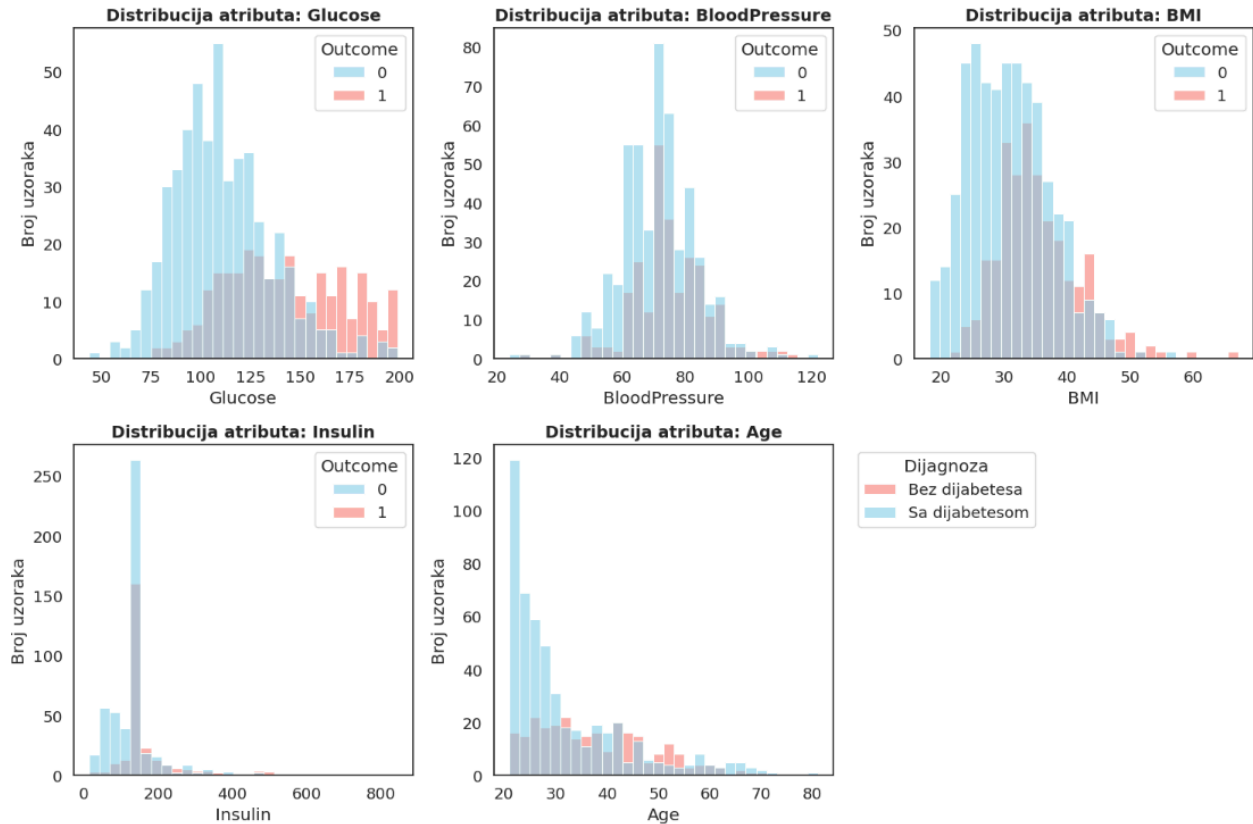 Distribucija atributa: Glucose
Outcome
0
1
Broj uzoraka
50
40
30
20
10
0
50 75 100 125 150 175 200
Glucose
Distribucija atributa: BloodPressure
Outcome
0
1
Broj uzoraka
80
70
60
50
40
30
20
10
0
20 40 60 80 100 120
BloodPressure
Distribucija atributa: BMI
Outcome
0
1
Broj uzoraka
50
40
30
20
10
0
20 30 40 50 60
BMI
Distribucija atributa: Insulin
Outcome
0
1
Broj uzoraka
250
200
150
100
50
0
0 200 400 600 800
Insulin
Distribucija atributa: Age
Broj uzoraka
120
100
80
60
40
20
0
20 30 40 50 60 70 80
Age
Dijagnoza
Bez dijabetesa
Sa dijabetesom